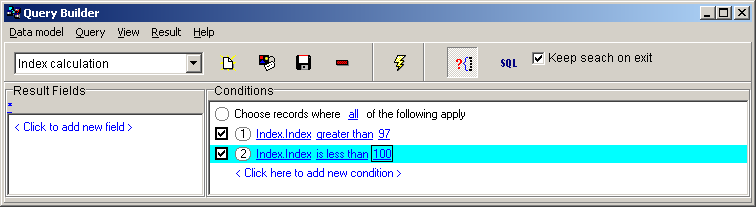 Query Builder
Data model Query View Result Help
Index calculation ?{ SQL Keep seach on exit
Result Fields
*
< Click to add new field >
Conditions
Choose records where all of the following apply
1 Index.Index greater than 97
2 Index.Index is less than 100
< Click here to add new condition >